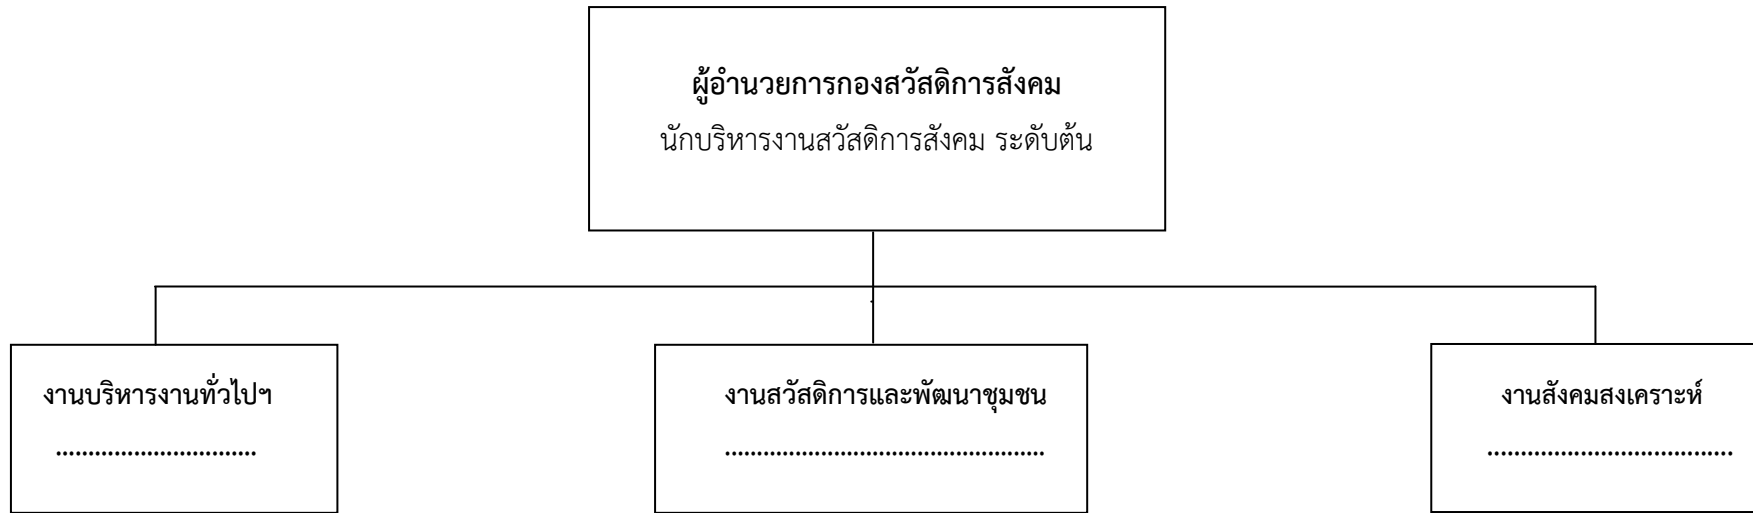 ผู้อำนวยการกองสวัสดิการสังคม
นักบริหารงานสวัสดิการสังคม ระดับต้น
งานบริหารงานทั่วไปฯ
...............................
งานสวัสดิการและพัฒนาชุมชน
..................................................
งานสังคมสงเคราะห์
......................................